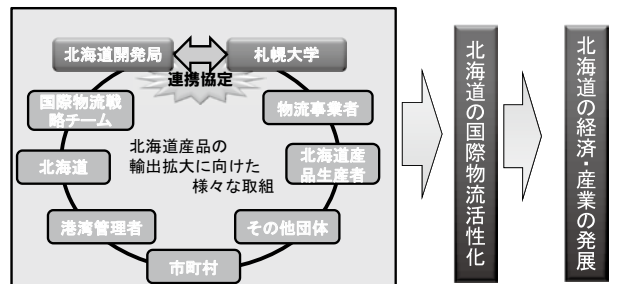 北海道開発局
札幌大学
連携協定
国際物流戦
略チーム
物流事業者
北海道産品の
輸出拡大に向けた
様々な取組
北海道
北海道産
品生産者
港湾管理者
その他団体
市町村
北海道の国際物流活性化
北海道の経済・産業の発展